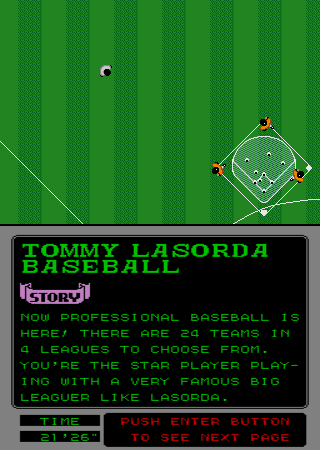 TOMMY LASORDA
BASEBALL
STORY
NOW PROFESSIONAL BASEBALL IS
HERE! THERE ARE 24 TEAMS IN
4 LEAGUES TO CHOOSE FROM.
YOU'RE THE STAR PLAYER PLAY-
ING WITH A VERY FAMOUS BIG
LEAGUER LIKE LASORDA.
TIME
21'26"
PUSH ENTER BUTTON
TO SEE NEXT PAGE